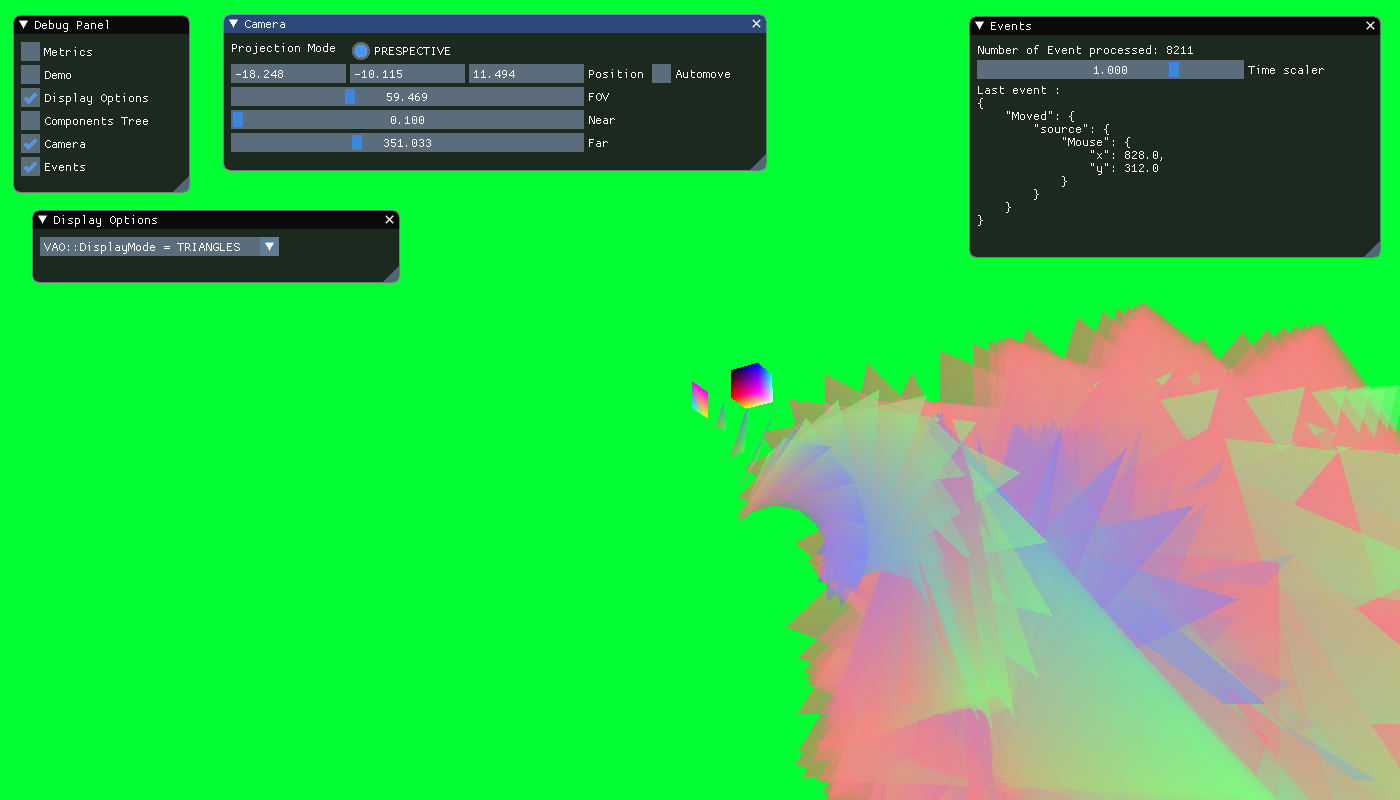 Debug Panel
Metrics
Demo
Display Options
Components Tree
Camera
Events
Camera
Projection Mode PRESPECTIVE
-18.248 -10.115 11.494 Position Automove
59.469 FOV
0.100 Near
351.033 Far
Display Options
VAO::DisplayMode = TRIANGLES
Events
Number of Event processed: 8211
1.000 Time scaler
Last event :
{
"Moved": {
"source": {
"Mouse": {
"x": 828.0,
"y": 312.0
}
}
}
}